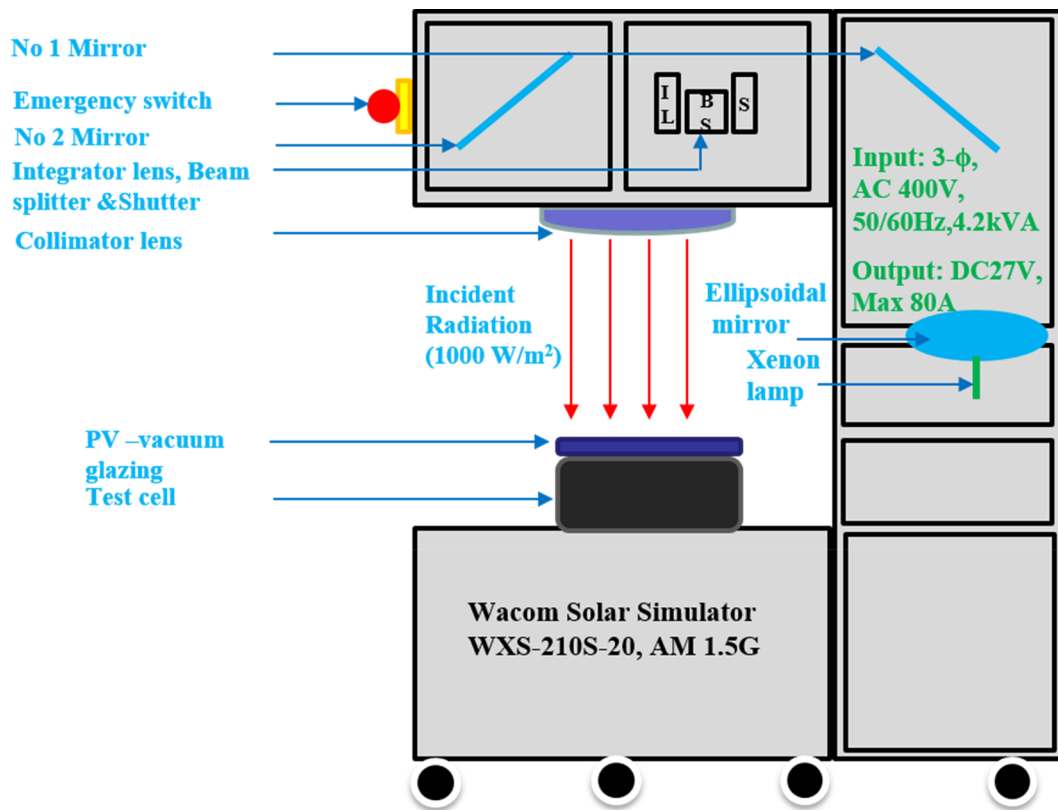 No 1 Mirror
Emergency switch
No 2 Mirror
Integrator lens, Beam
splitter &Shutter
Collimator lens
I
L
B
S
S
Input: 3-ϕ,
AC 400V,
50/60Hz,4.2kVA
Output: DC27V,
Max 80A
Incident
Radiation
(1000 W/m²)
Ellipsoidal
mirror
Xenon
lamp
PV –vacuum
glazing
Test cell
Wacom Solar Simulator
WXS-210S-20, AM 1.5G